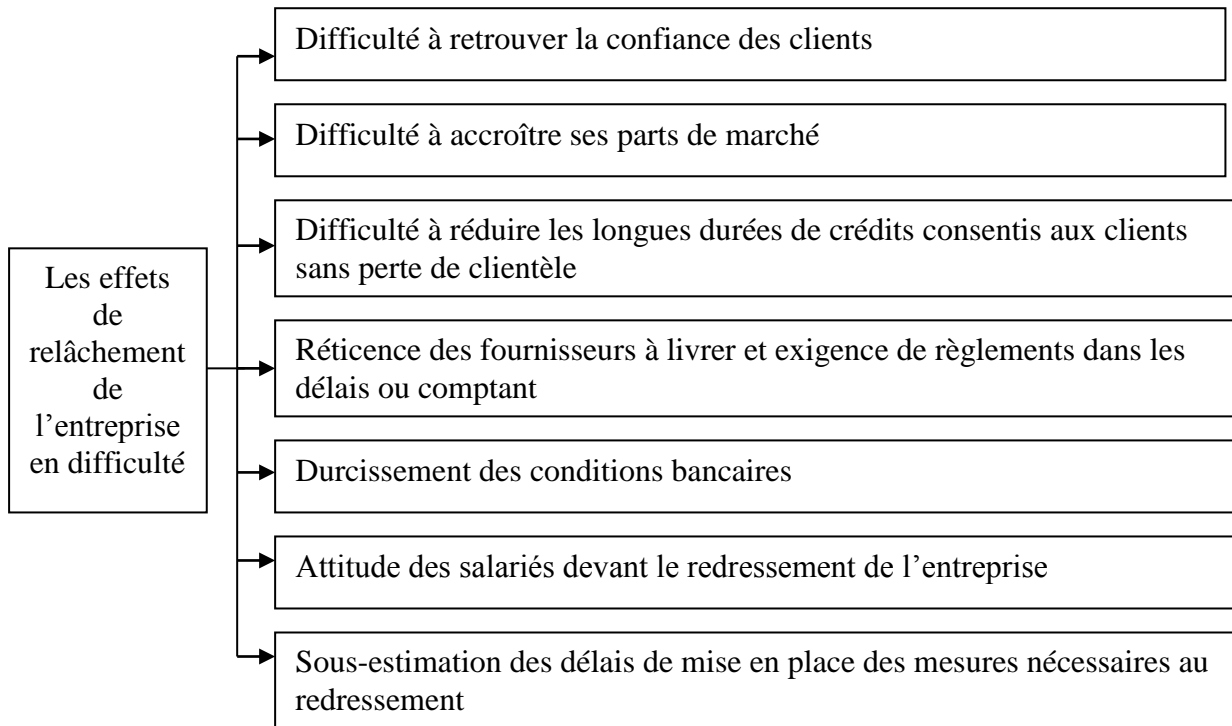 Difficulté à retrouver la confiance des clients
Difficulté à accroître ses parts de marché
Difficulté à réduire les longues durées de crédits consentis aux clients
sans perte de clientèle
Les effets
de
relâchement
de
l’entreprise
en difficulté
Réticence des fournisseurs à livrer et exigence de règlements dans les
délais ou comptant
Durcissement des conditions bancaires
Attitude des salariés devant le redressement de l’entreprise
Sous-estimation des délais de mise en place des mesures nécessaires au
redressement